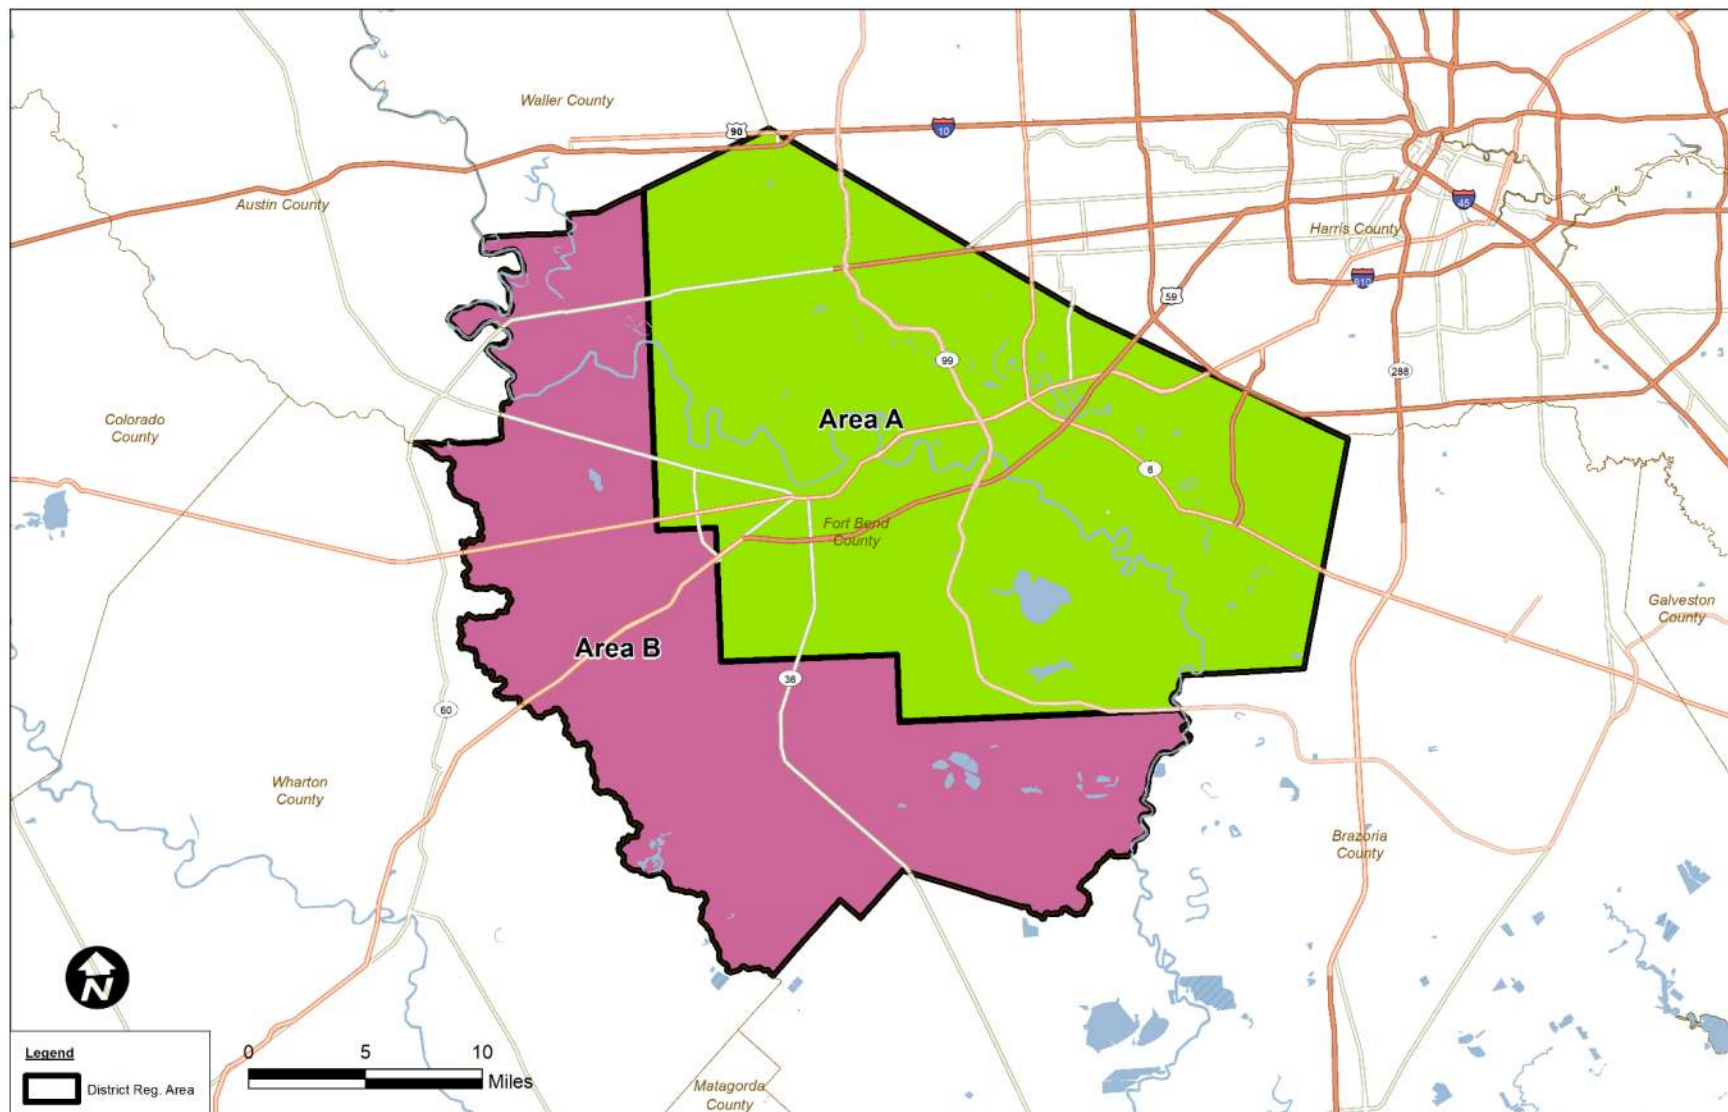 Waller County
90
10
Austin County
45
Harris County
610
59
99
288
Colorado
County
Area A
6
Fort Bend
County
Galveston
County
Area B
36
60
Wharton
County
Brazoria
County
N
Legend
District Reg. Area
0 5 10
Miles
Matagorda
County